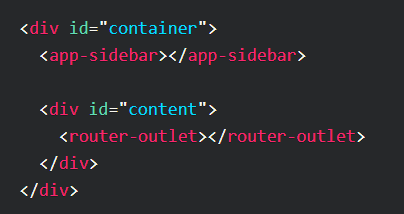 <div id="container">
  <app-sidebar></app-sidebar>

  <div id="content">
    <router-outlet></router-outlet>
  </div>
</div>